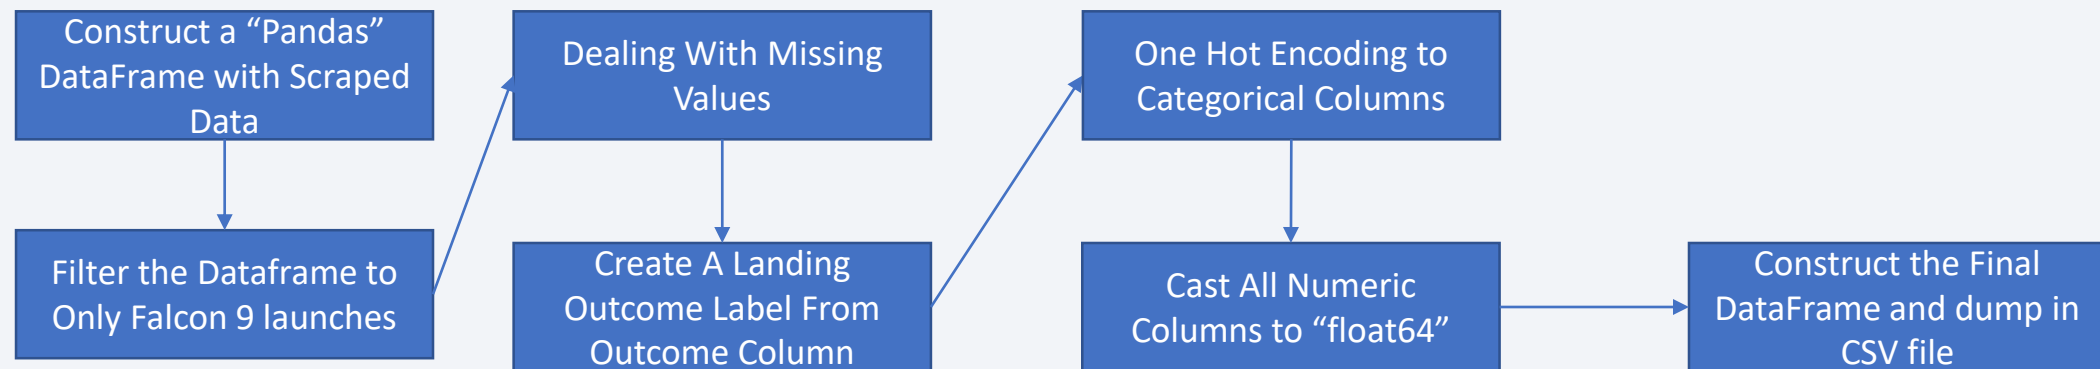 Construct a “Pandas”
DataFrame with Scraped
Data
Filter the Dataframe to
Only Falcon 9 launches
Dealing With Missing
Values
Create A Landing
Outcome Label From
Outcome Column
One Hot Encoding to
Categorical Columns
Cast All Numeric
Columns to “float64”
Construct the Final
DataFrame and dump in
CSV file